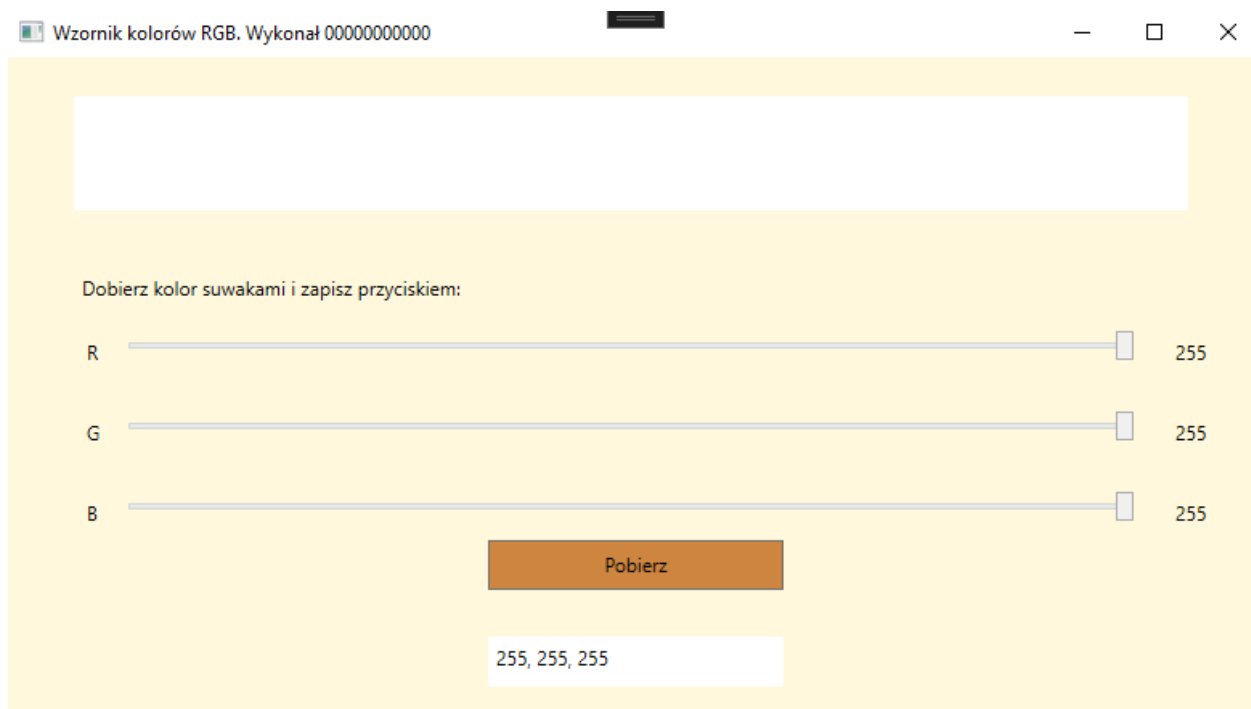 Wzornik kolorów RGB. Wykonał 00000000000
Dobierz kolor suwakami i zapisz przyciskiem:
R 255
G 255
B 255
Pobierz
255, 255, 255